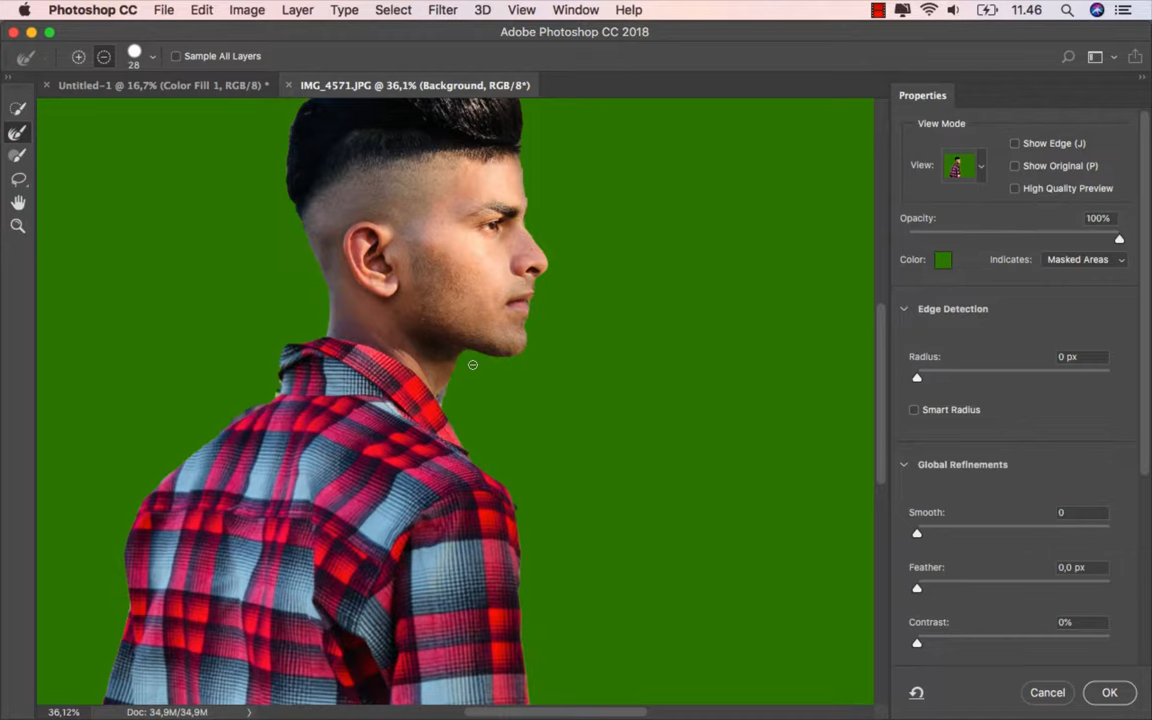 Photoshop CC File Edit Image Layer Type Select Filter 3D View Window Help 11.46
Adobe Photoshop CC 2018
28
Sample All Layers
Untitled-1 @ 16,7% (Color Fill 1, RGB/8) *
IMG_4571.JPG @ 36,1% (Background, RGB/8*)
Properties
View Mode
View:
Show Edge (J)
Show Original (P)
High Quality Preview
Opacity: 100%
Color: Indicates: Masked Areas
Edge Detection
Radius: 0 px
Smart Radius
Global Refinements
Smooth: 0
Feather: 0,0 px
Contrast: 0%
Cancel OK
36,12% Doc: 34,9M/34,9M